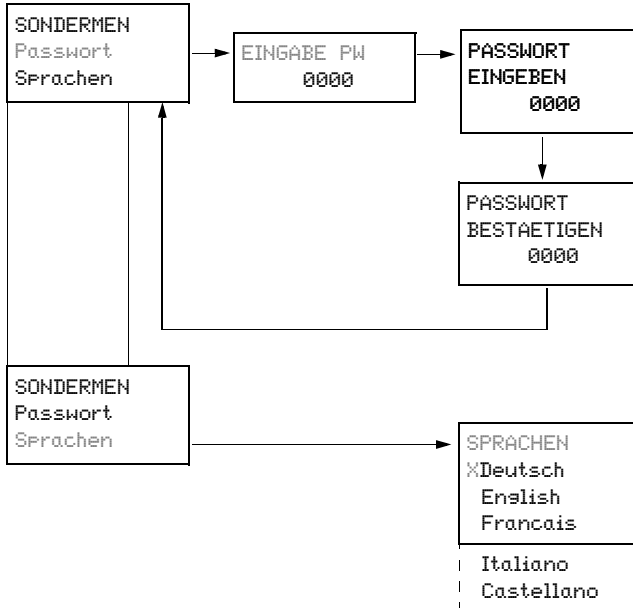 SONDERMEN
Passwort
Sprachen
EINGABE PW
0000
PASSWORT
EINGEBEN
0000
PASSWORT
BESTAETIGEN
0000
SONDERMEN
Passwort
Sprachen
SPRACHEN
XDeutsch
English
Francais
Italiano
Castellano